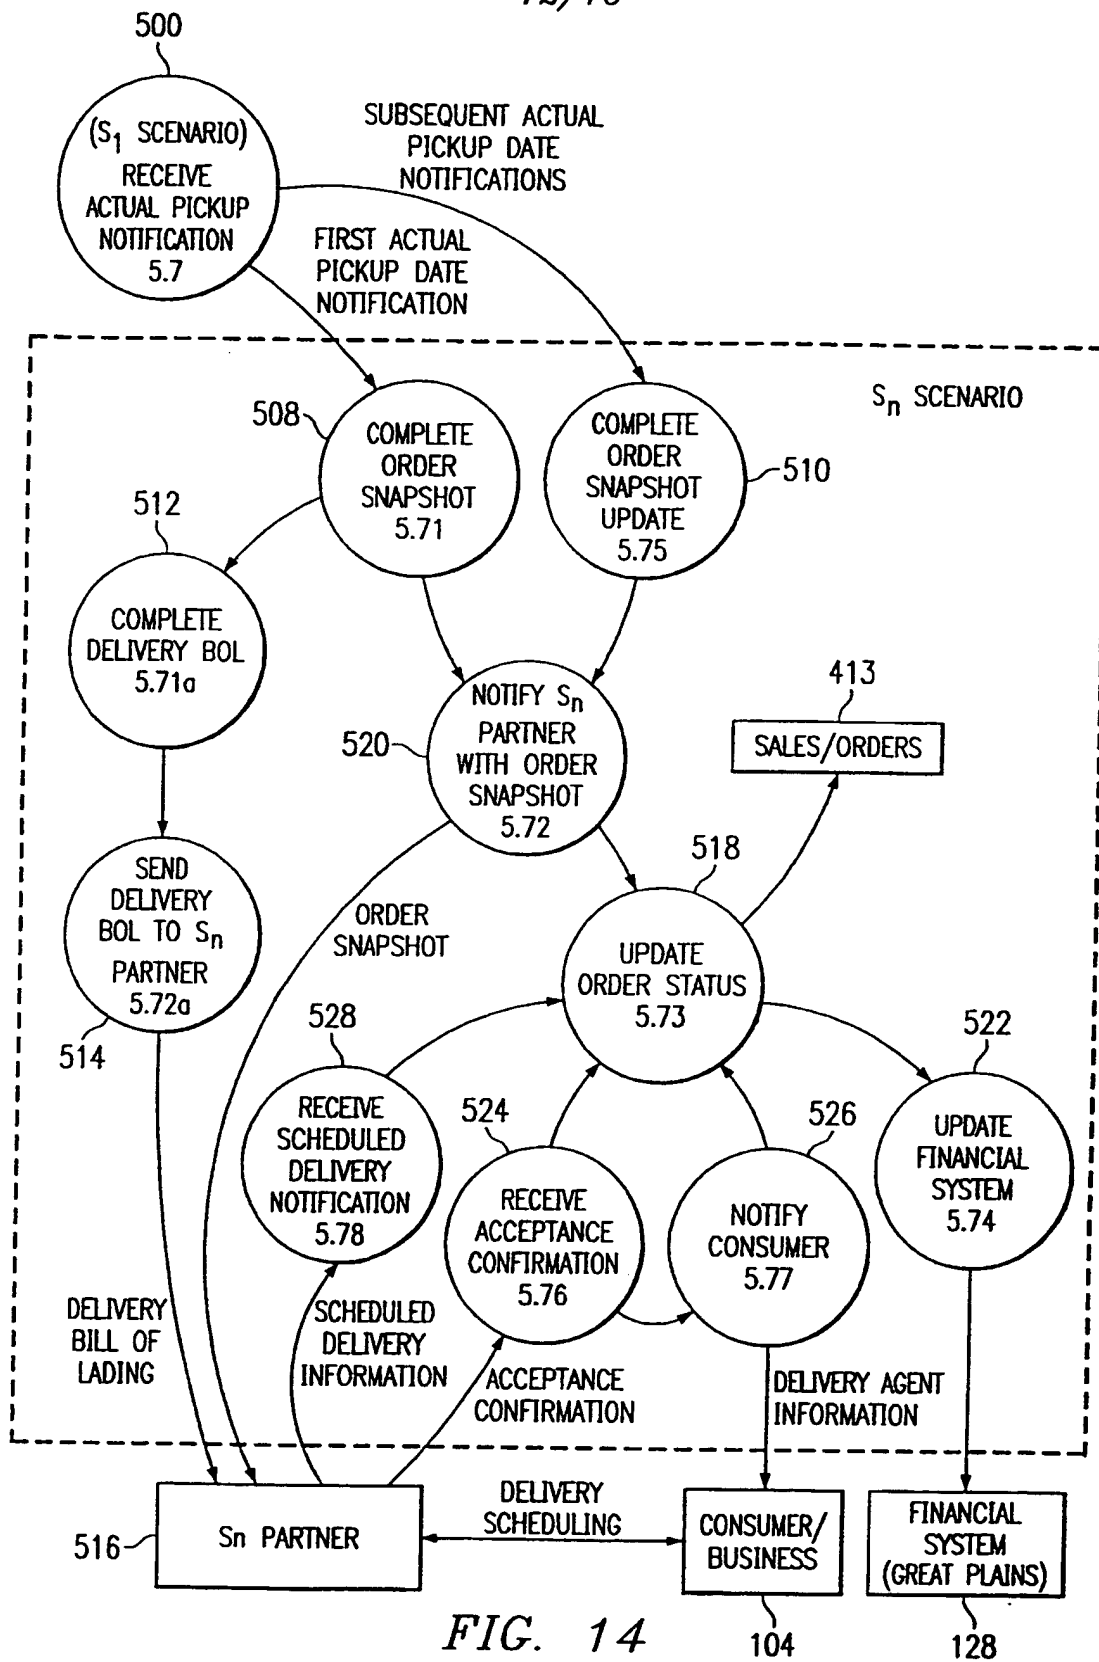 500
(S1 SCENARIO)
RECEIVE
ACTUAL PICKUP
NOTIFICATION
5.7
SUBSEQUENT ACTUAL
PICKUP DATE
NOTIFICATIONS
FIRST ACTUAL
PICKUP DATE
NOTIFICATION
Sn SCENARIO
508
COMPLETE
ORDER
SNAPSHOT
5.71
COMPLETE
ORDER
SNAPSHOT
UPDATE
5.75
510
512
COMPLETE
DELIVERY BOL
5.71a
520
NOTIFY Sn
PARTNER
WITH ORDER
SNAPSHOT
5.72
413
SALES/ORDERS
SEND
DELIVERY
BOL TO Sn
PARTNER
5.72a
514
ORDER
SNAPSHOT
518
UPDATE
ORDER STATUS
5.73
528
RECEIVE
SCHEDULED
DELIVERY
NOTIFICATION
5.78
524
RECEIVE
ACCEPTANCE
CONFIRMATION
5.76
526
NOTIFY
CONSUMER
5.77
522
UPDATE
FINANCIAL
SYSTEM
5.74
DELIVERY
BILL OF
LADING
SCHEDULED
DELIVERY
INFORMATION
ACCEPTANCE
CONFIRMATION
DELIVERY AGENT
INFORMATION
516
Sn PARTNER
DELIVERY
SCHEDULING
CONSUMER/
BUSINESS
104
FINANCIAL
SYSTEM
(GREAT PLAINS)
128
FIG. 14